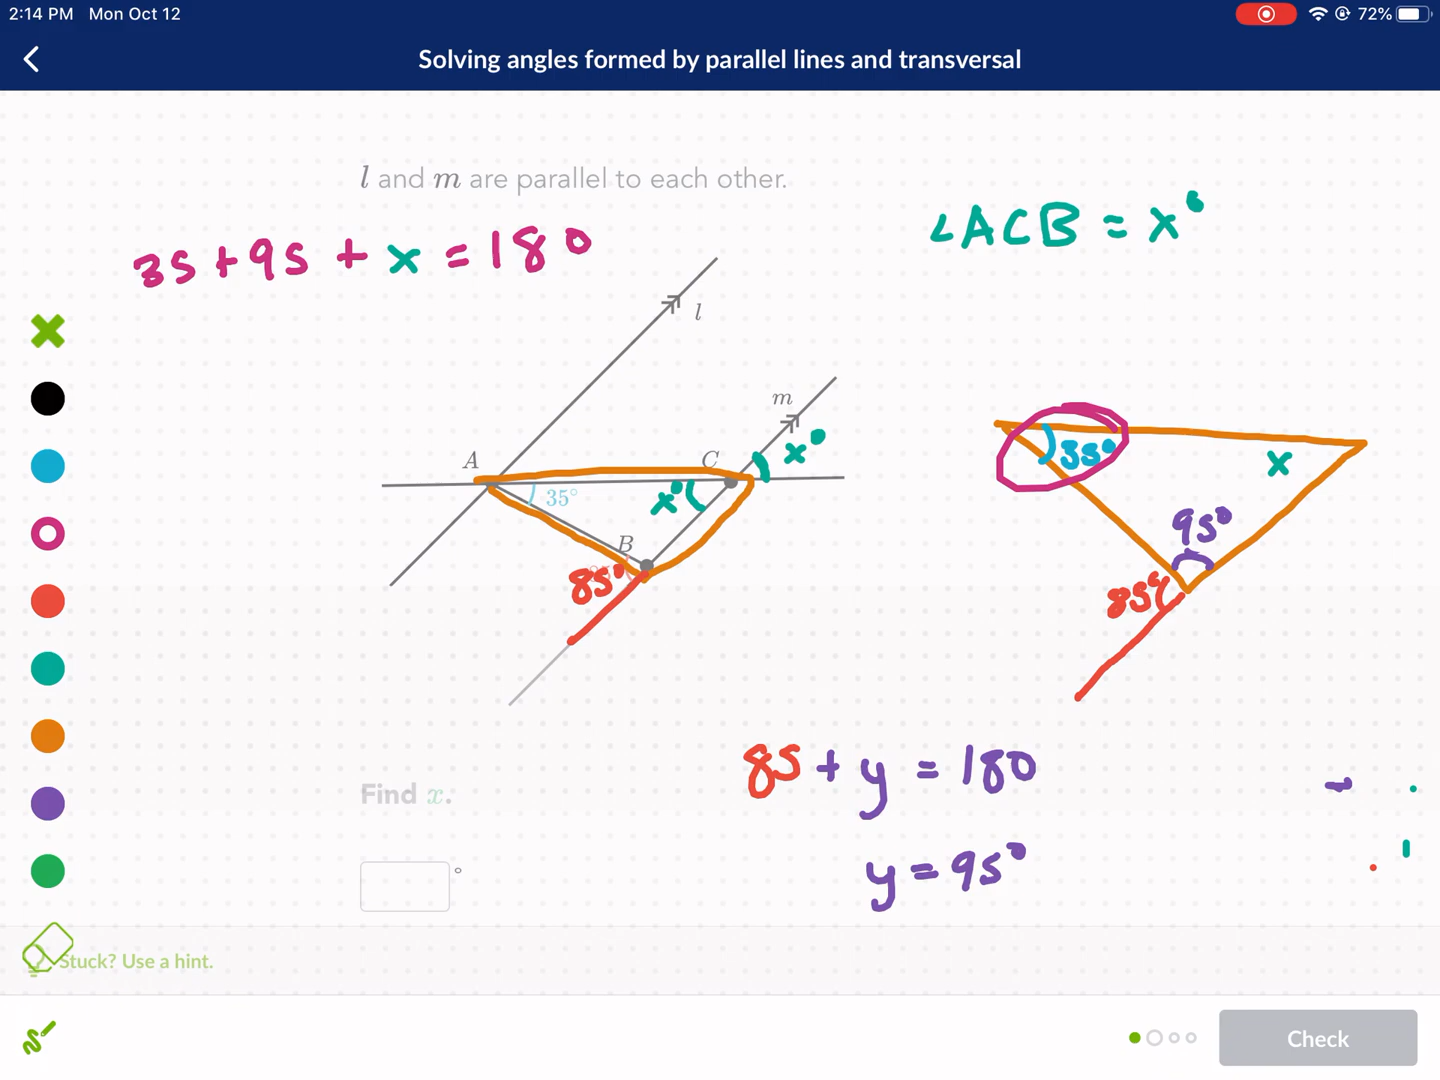 2:14 PM Mon Oct 12
72%
Solving angles formed by parallel lines and transversal
l and m are parallel to each other.
35+95+x=180
∠ACB = x°
l
m
x°
A
C
35°
x°
B
85°
35°
x
95°
85°
85+y=180
y=95°
Find x.
°
Stuck? Use a hint.
Check